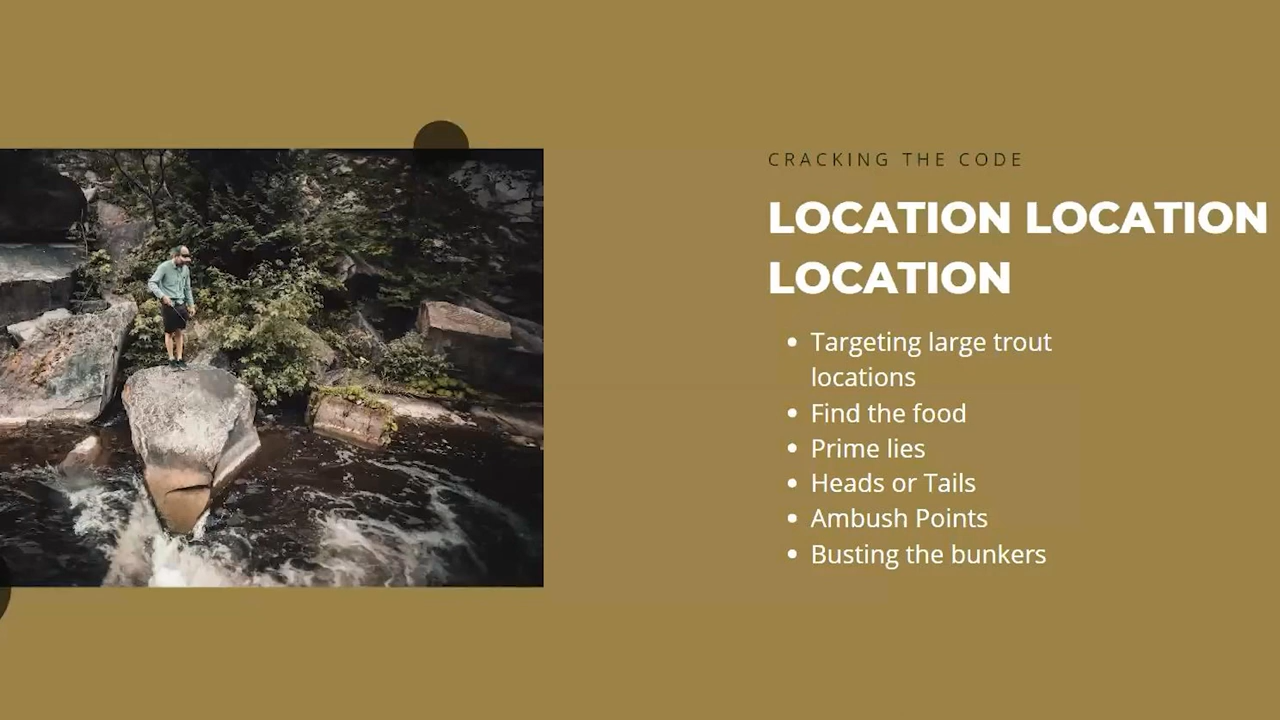 CRACKING THE CODE
LOCATION LOCATION
LOCATION
• Targeting large trout
locations
• Find the food
• Prime lies
• Heads or Tails
• Ambush Points
• Busting the bunkers